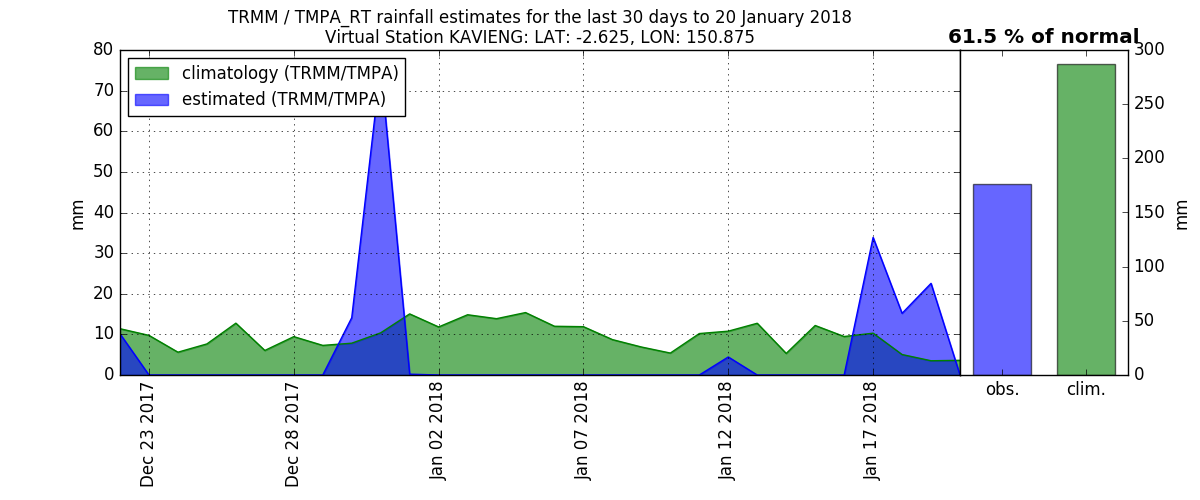 TRMM / TMPA_RT rainfall estimates for the last 30 days to 20 January 2018
Virtual Station KAVIENG: LAT: -2.625, LON: 150.875
61.5 % of normal
climatology (TRMM/TMPA)
estimated (TRMM/TMPA)
80
70
60
50
40
30
20
10
0
mm
300
250
200
150
100
50
0
mm
Dec 23 2017
Dec 28 2017
Jan 02 2018
Jan 07 2018
Jan 12 2018
Jan 17 2018
obs.
clim.